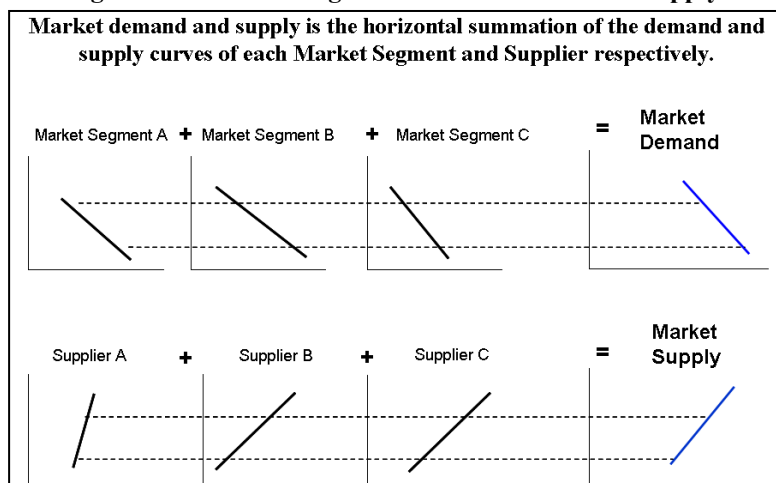 Market demand and supply is the horizontal summation of the demand and
supply curves of each Market Segment and Supplier respectively.
Market Segment A + Market Segment B + Market Segment C = Market
Demand
Supplier A + Supplier B + Supplier C = Market
Supply